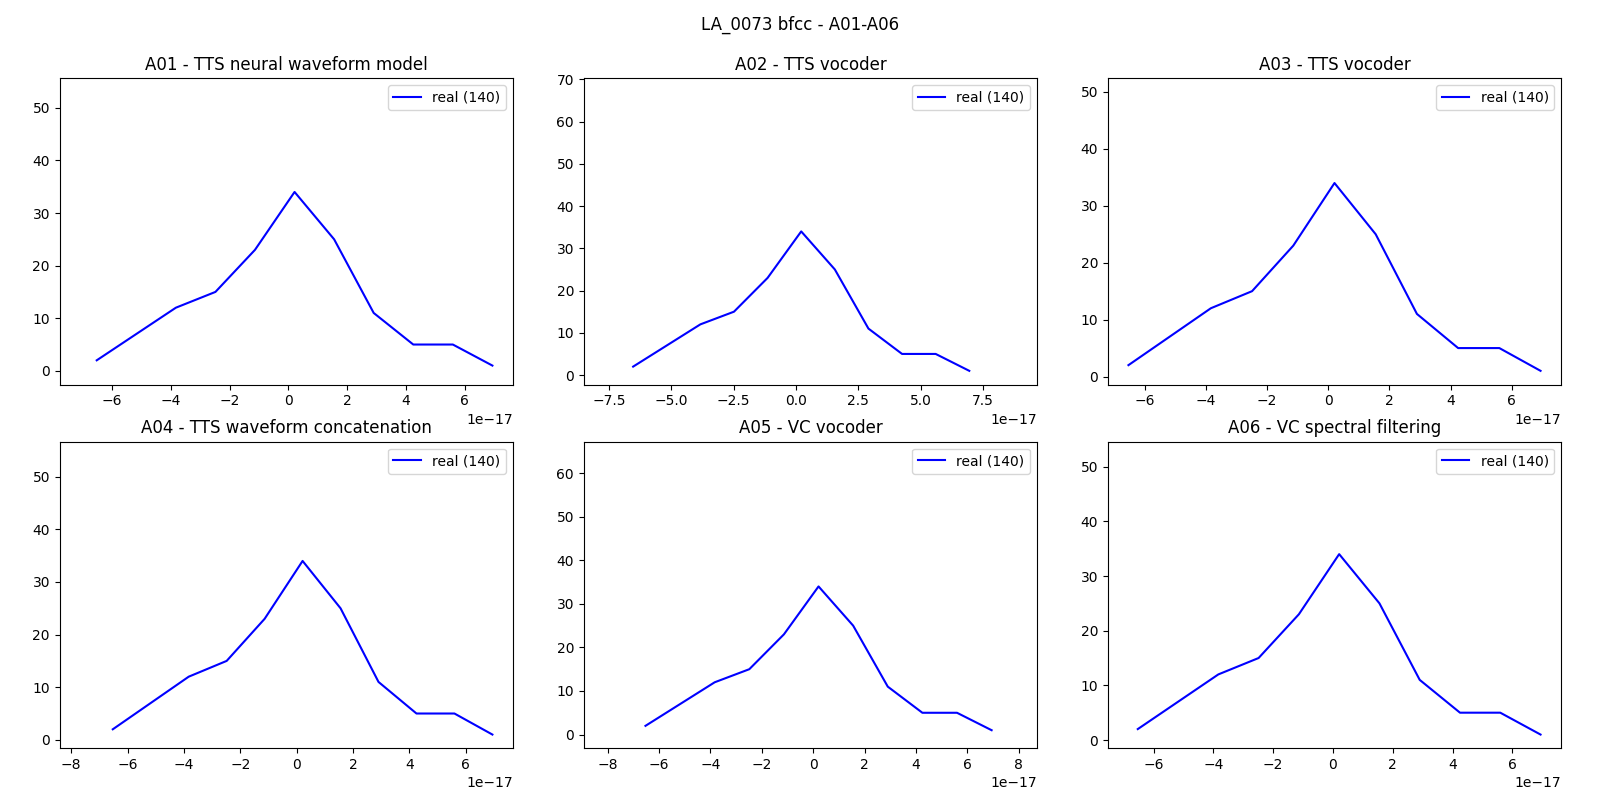 LA_0073 bfcc - A01-A06
A01 - TTS neural waveform model
real (140)
50
40
30
20
10
0
−6 −4 −2 0 2 4 6
1e−17
A02 - TTS vocoder
real (140)
70
60
50
40
30
20
10
0
−7.5 −5.0 −2.5 0.0 2.5 5.0 7.5
1e−17
A03 - TTS vocoder
real (140)
50
40
30
20
10
0
−6 −4 −2 0 2 4 6
1e−17
A04 - TTS waveform concatenation
real (140)
50
40
30
20
10
0
−8 −6 −4 −2 0 2 4 6
1e−17
A05 - VC vocoder
real (140)
60
50
40
30
20
10
0
−8 −6 −4 −2 0 2 4 6 8
1e−17
A06 - VC spectral filtering
real (140)
50
40
30
20
10
0
−6 −4 −2 0 2 4 6
1e−17